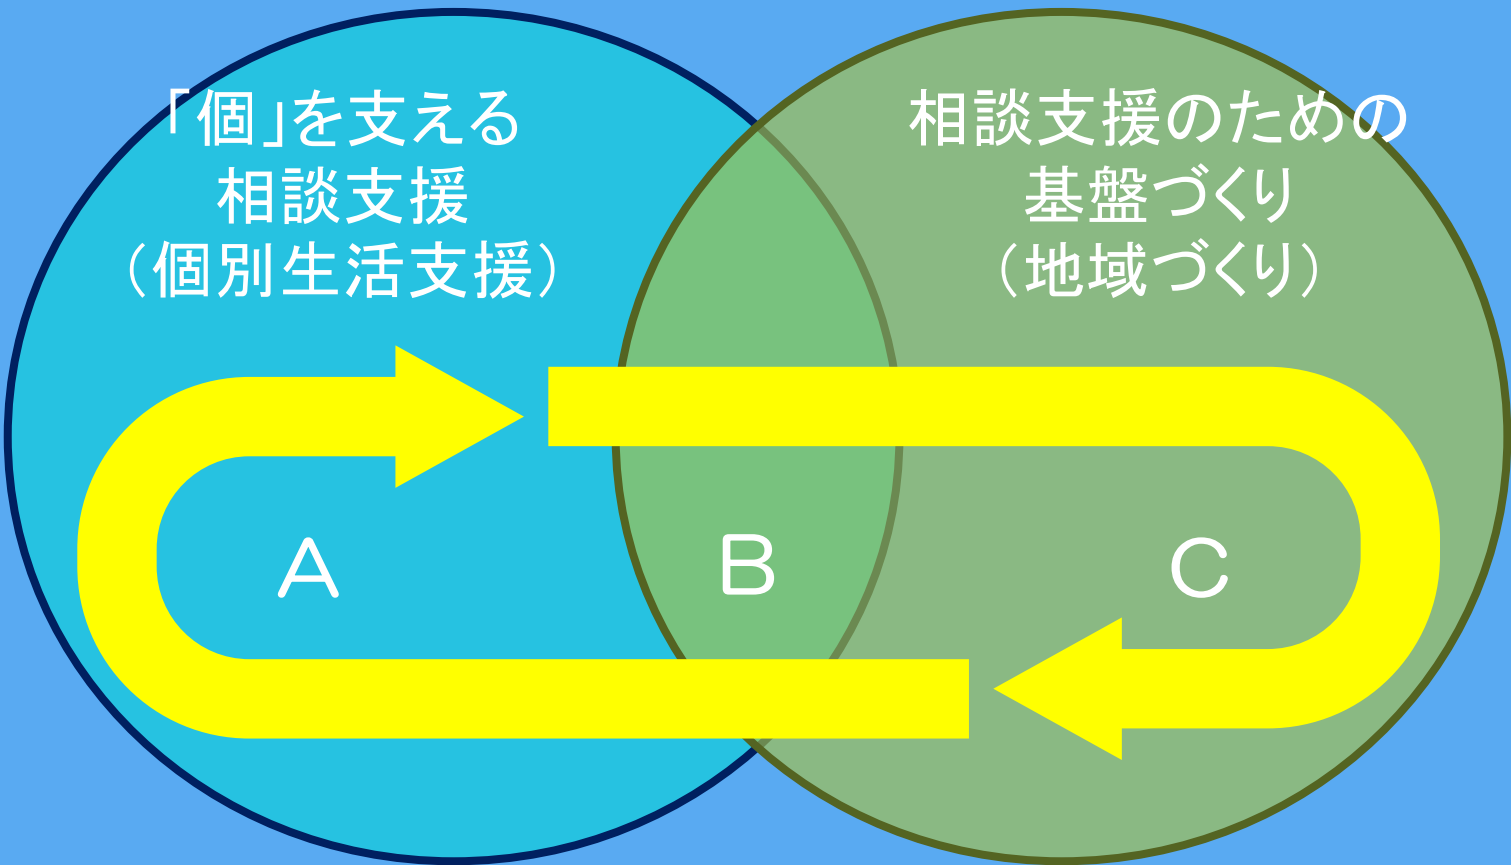 「個」を支える
相談支援
（個別生活支援）
相談支援のための
基盤づくり
（地域づくり）
A
B
C